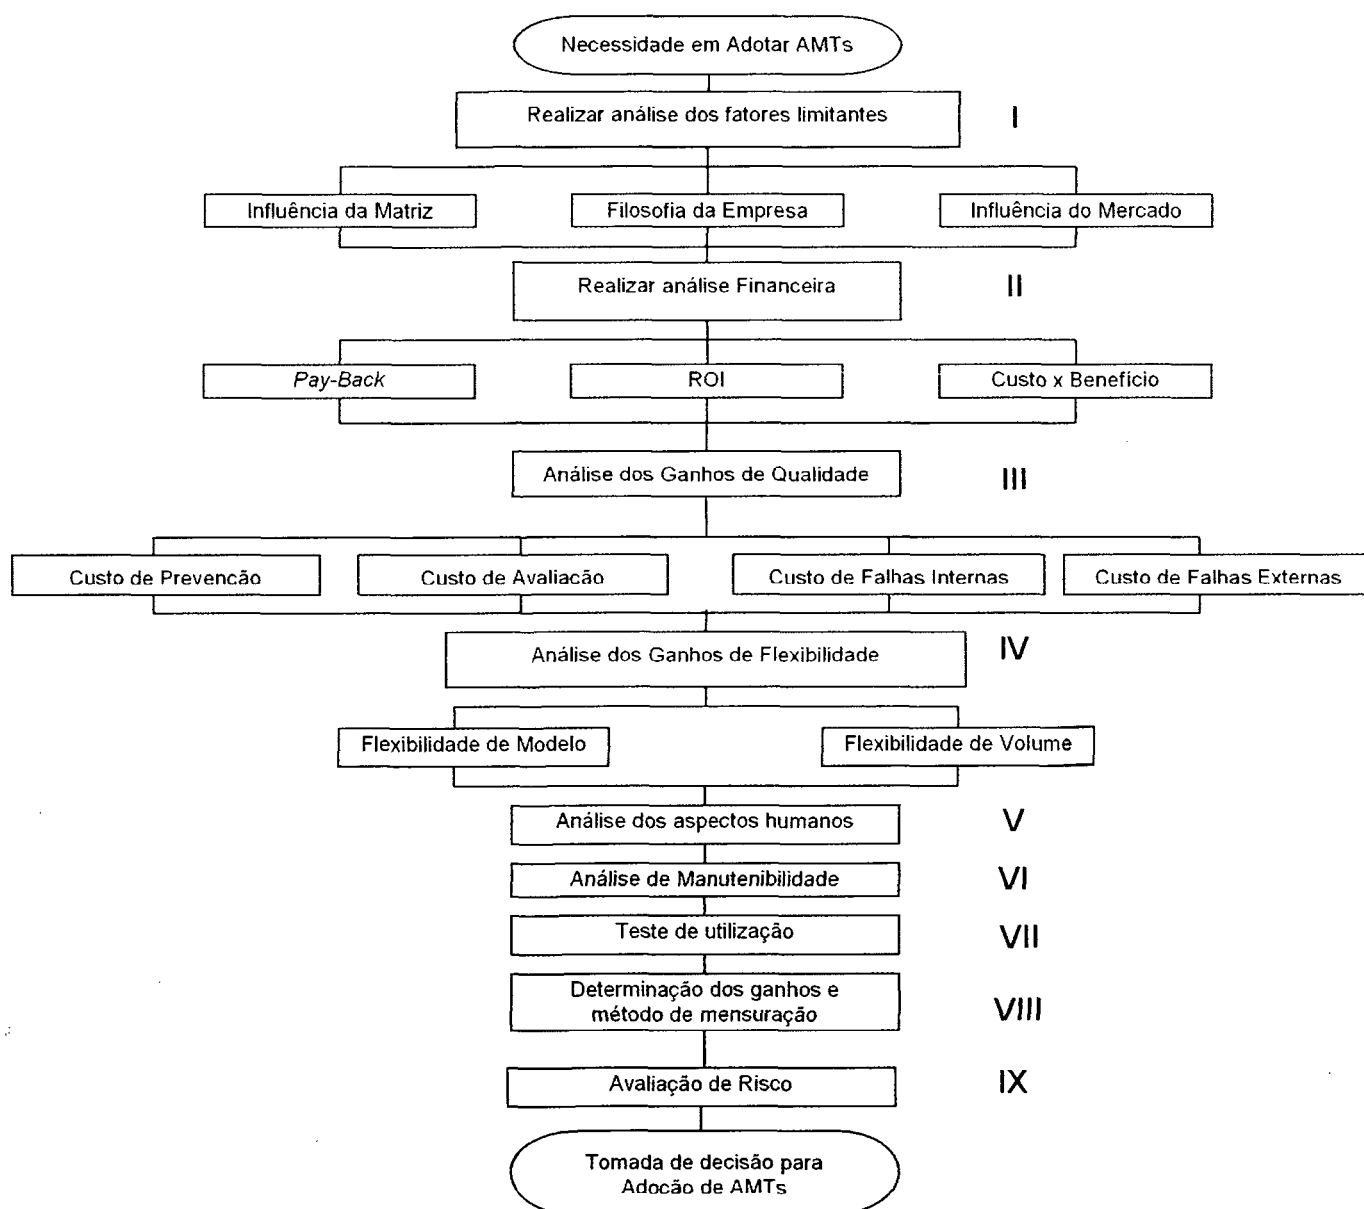 Necessidade em Adotar AMTs
Realizar análise dos fatores limitantes
I
Influência da Matriz
Filosofia da Empresa
Influência do Mercado
Realizar análise Financeira
II
Pay-Back
ROI
Custo x Benefício
Análise dos Ganhos de Qualidade
III
Custo de Prevenção
Custo de Avaliação
Custo de Falhas Internas
Custo de Falhas Externas
Análise dos Ganhos de Flexibilidade
IV
Flexibilidade de Modelo
Flexibilidade de Volume
Análise dos aspectos humanos
V
Análise de Manutenibilidade
VI
Teste de utilização
VII
Determinação dos ganhos e
método de mensuração
VIII
Avaliação de Risco
IX
Tomada de decisão para
Adoção de AMTs